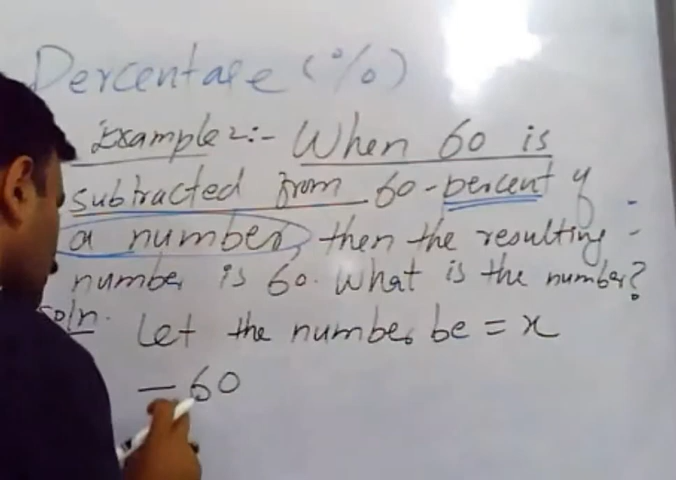 Percentage (%)
Example 2:- When 60 is
subtracted from 60-percent of
a number, then the resulting
number is 60. What is the number?
Soln. Let the number be = x
- 60